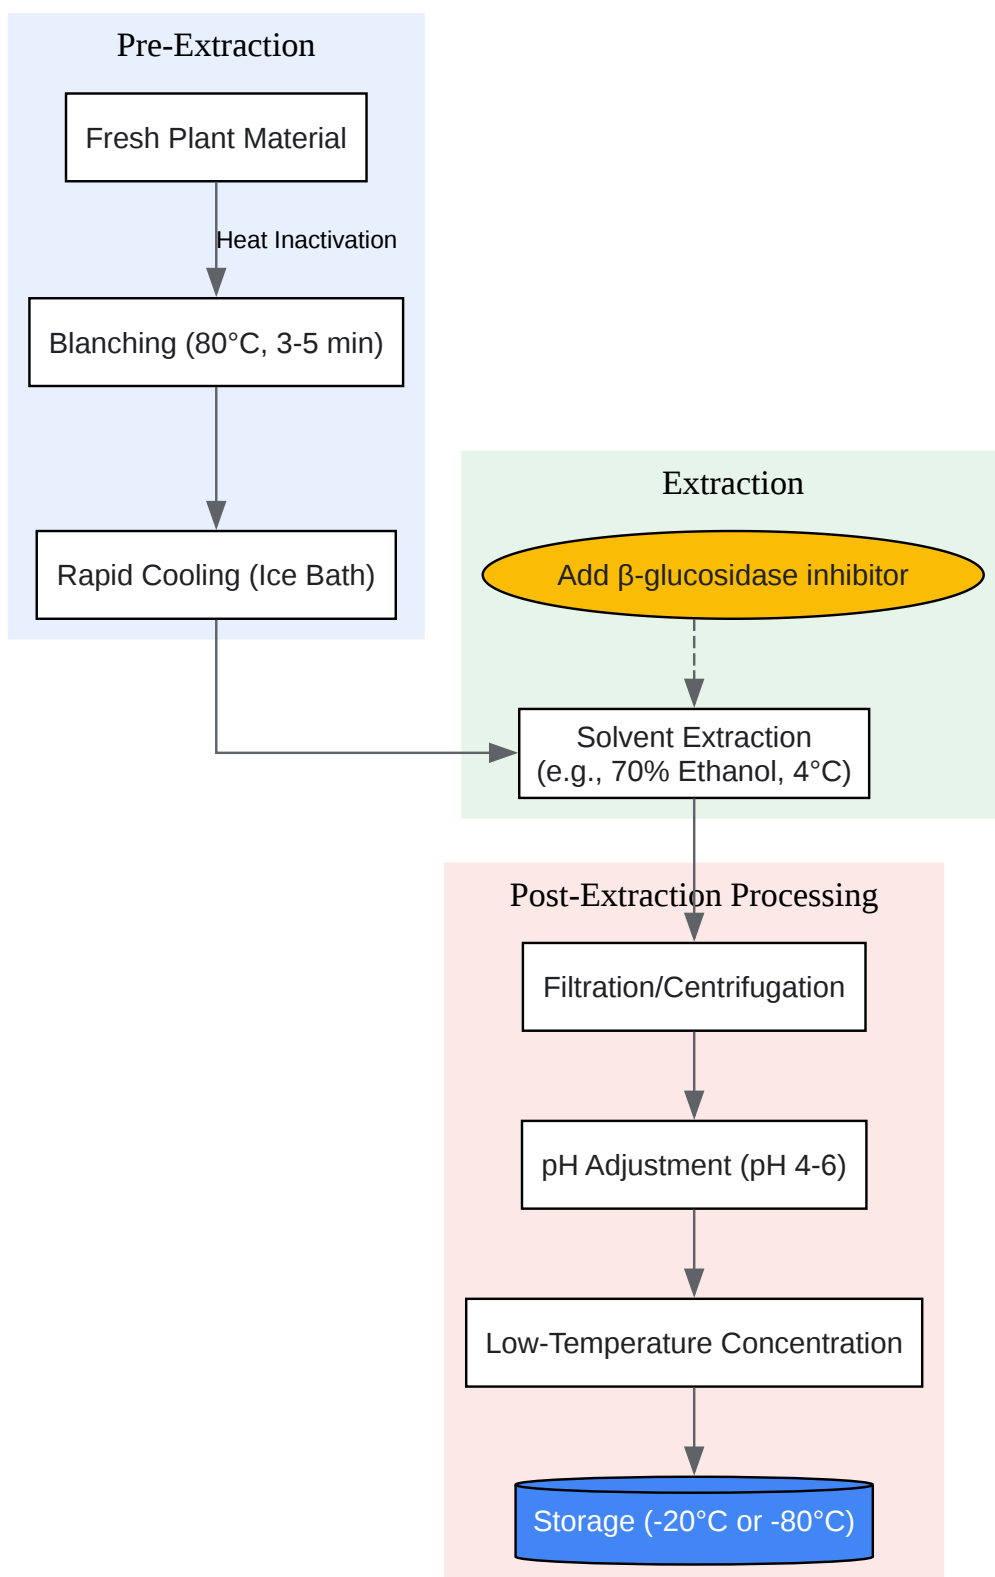 Pre-Extraction
Fresh Plant Material
Heat Inactivation
Blanching (80°C, 3-5 min)
Rapid Cooling (Ice Bath)
Extraction
Add β-glucosidase inhibitor
Solvent Extraction
(e.g., 70% Ethanol, 4°C)
Post-Extraction Processing
Filtration/Centrifugation
pH Adjustment (pH 4-6)
Low-Temperature Concentration
Storage (-20°C or -80°C)